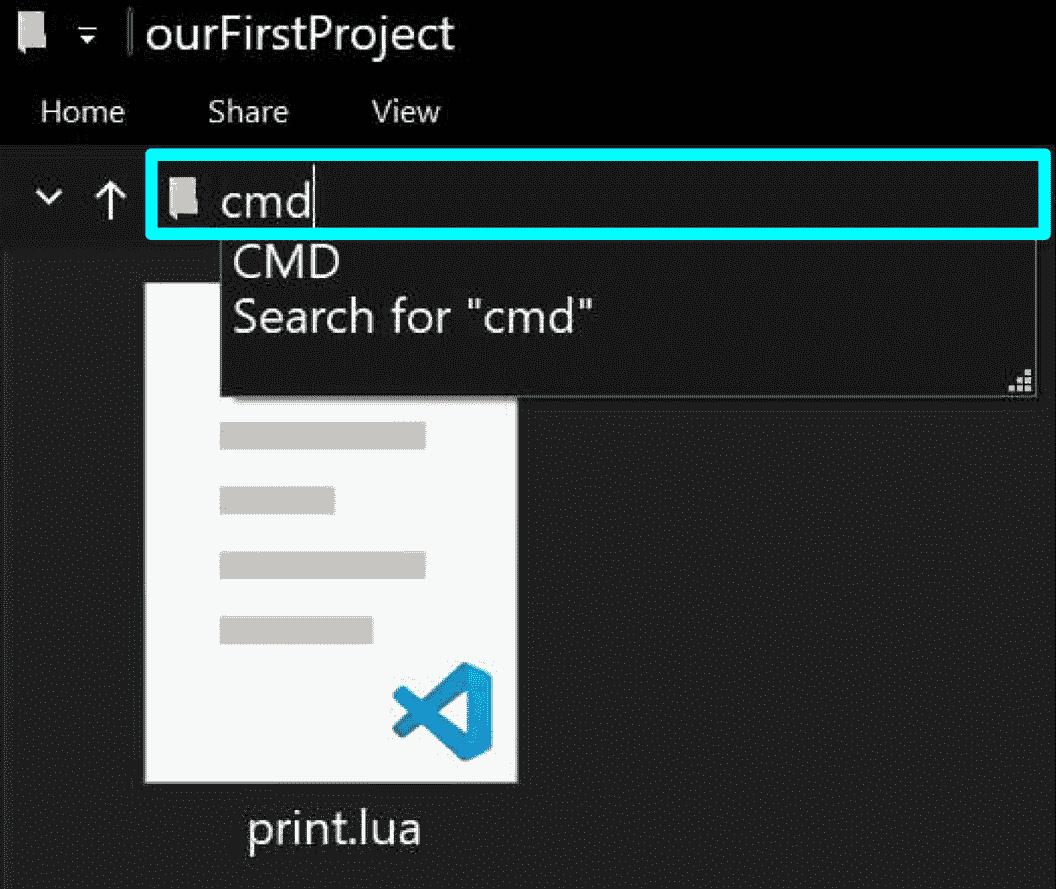 ourFirstProject
Home Share View
cmd
CMD
Search for "cmd"
print.lua